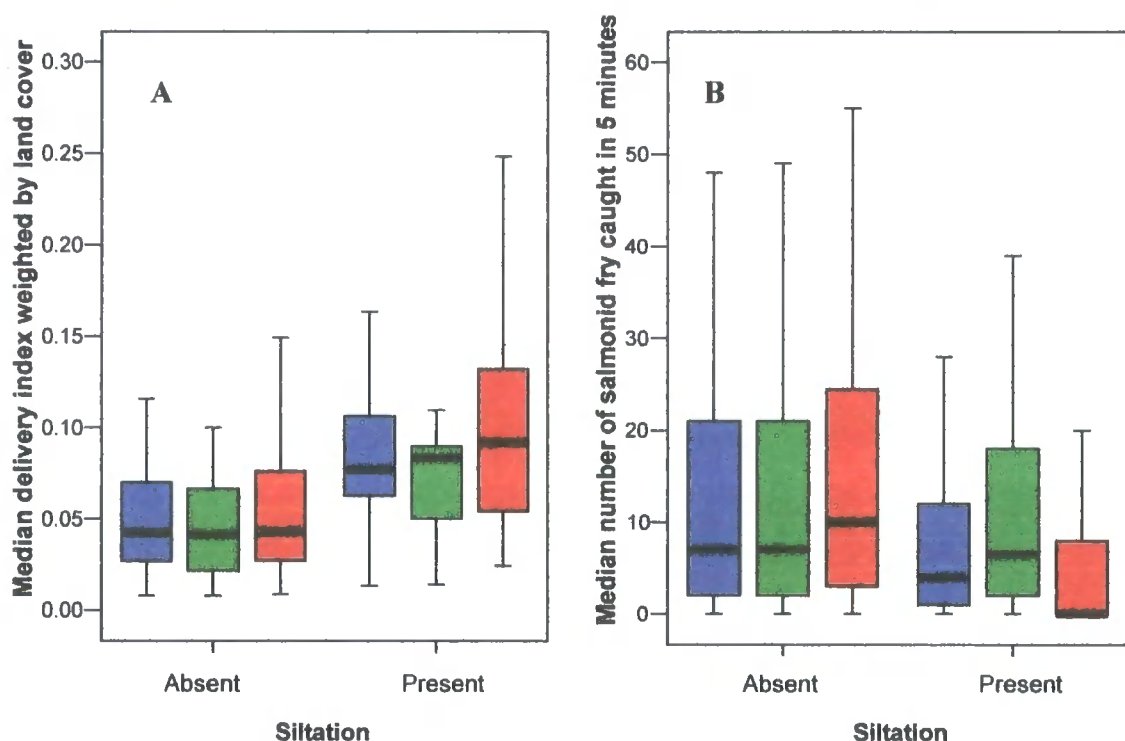 Median delivery index weighted by land cover
0.30
0.25
0.20
0.15
0.10
0.05
0.00
A
Absent
Present
Siltation
Median number of salmonid fry caught in 5 minutes
60
50
40
30
20
10
0
B
Absent
Present
Siltation